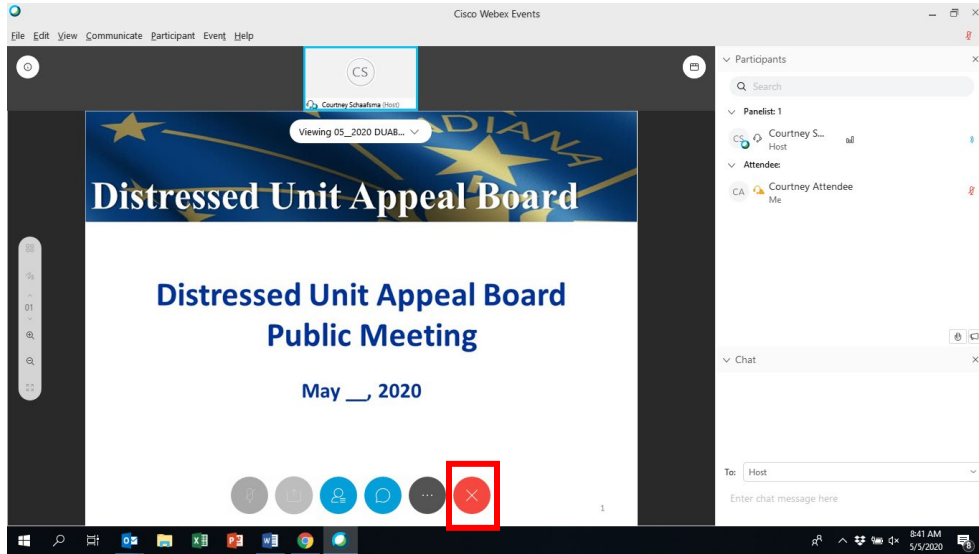 Cisco Webex Events
File Edit View Communicate Participant Event Help
CS
Courtney Schaafsma (Host)
Viewing 05_2020 DUAB...
DIANA
Distressed Unit Appeal Board
Distressed Unit Appeal Board
Public Meeting
May __, 2020
1
01
Participants
Search
Panelist: 1
CS Courtney S...
Host
Attendee:
CA Courtney Attendee
Me
Chat
To: Host
Enter chat message here
8:41 AM
5/5/2020